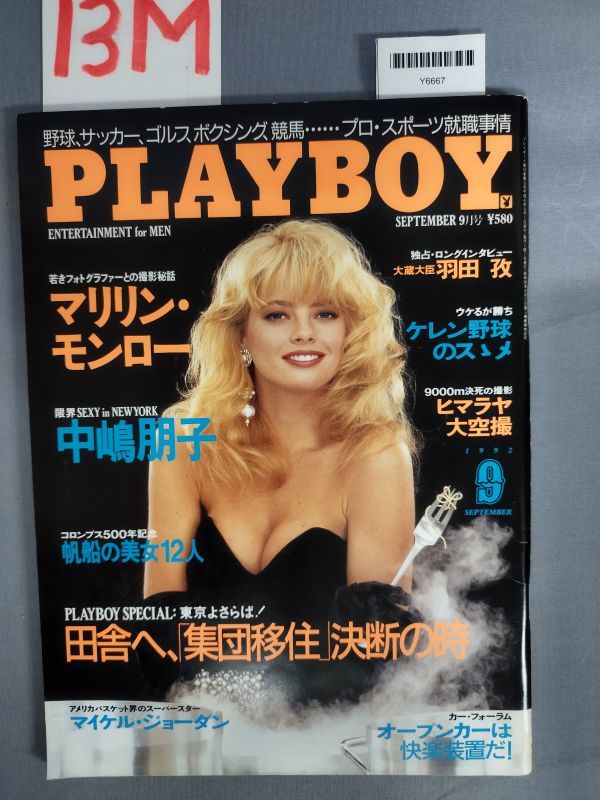 13M
Y6667
野球、サッカー、ゴルフ、ボクシング、競馬……プロ・スポーツ就職事情
PLAYBOY
ENTERTAINMENT for MEN
SEPTEMBER 9月号 ¥580
若きフォトグラファーとの撮影秘話
マリリン・
モンロー
限界SEXY in NEW YORK
中嶋朋子
コロンブス500年記念
帆船の美女12人
独占・ロングインタビュー
大蔵大臣 羽田 孜
ウケるが勝ち
ケレン野球
のスヽメ
9000m決死の撮影
ヒマラヤ
大空撮
1992
9
SEPTEMBER
PLAYBOY SPECIAL：東京よさらば！
田舎へ、「集団移住」決断の時
アメリカバスケット界のスーパースター
マイケル・ジョーダン
カー・フォーラム
オープンカーは
快楽装置だ！